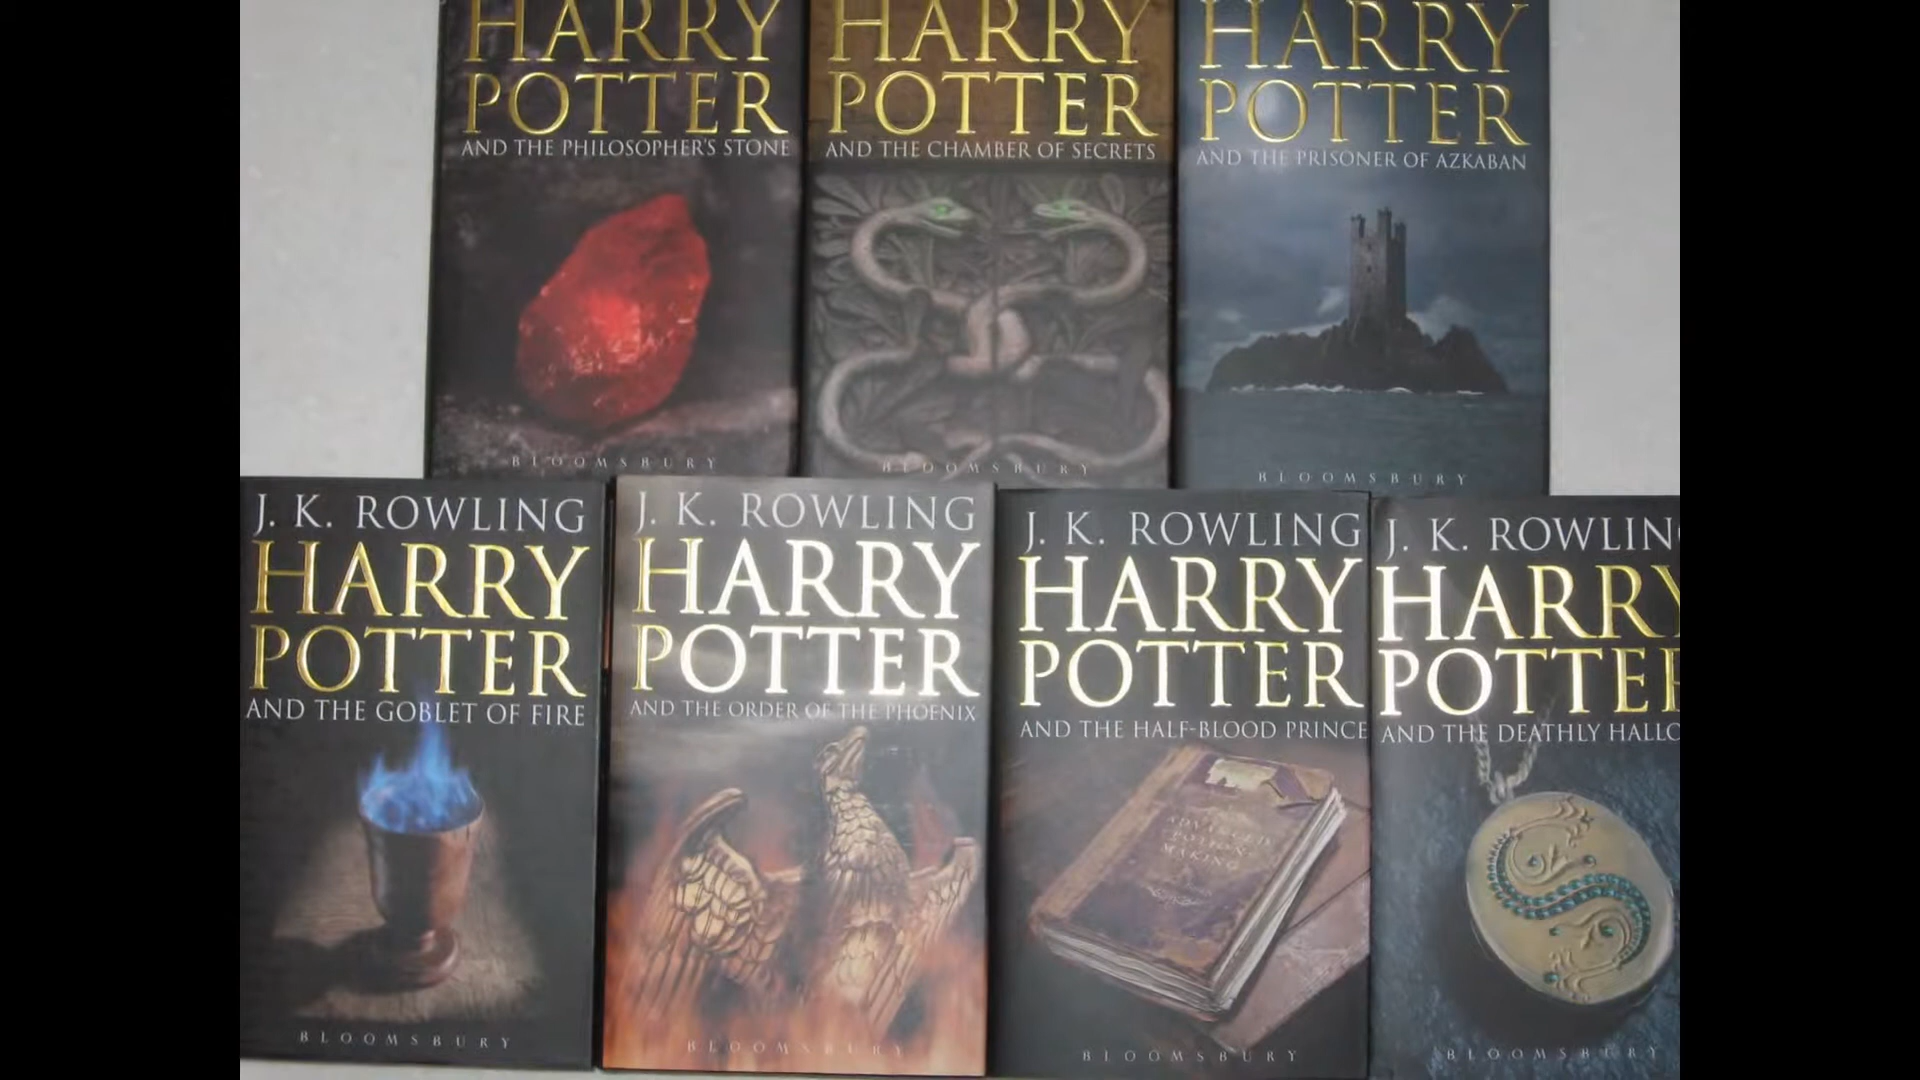 HARRY
POTTER
AND THE PHILOSOPHER'S STONE
BLOOMSBURY
HARRY
POTTER
AND THE CHAMBER OF SECRETS
BLOOMSBURY
HARRY
POTTER
AND THE PRISONER OF AZKABAN
BLOOMSBURY
J. K. ROWLING
HARRY
POTTER
AND THE GOBLET OF FIRE
BLOOMSBURY
J. K. ROWLING
HARRY
POTTER
AND THE ORDER OF THE PHOENIX
BLOOMSBURY
J. K. ROWLING
HARRY
POTTER
AND THE HALF-BLOOD PRINCE
ADVANCED
POTION
MAKING
BLOOMSBURY
J. K. ROWLIN
HARRY
POTTE
AND THE DEATHLY HALLO
BLOOMSBURY